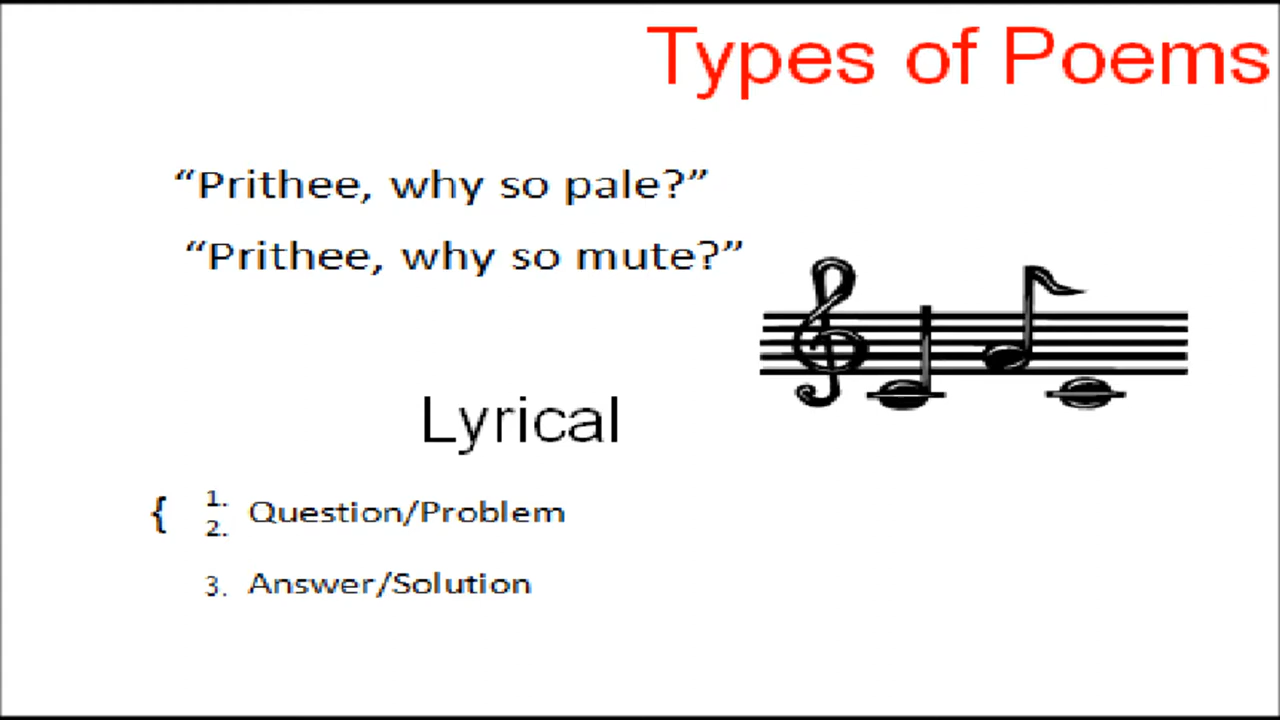 Types of Poems
“Prithee, why so pale?”
“Prithee, why so mute?”
Lyrical
{ 1.
2. Question/Problem
3. Answer/Solution